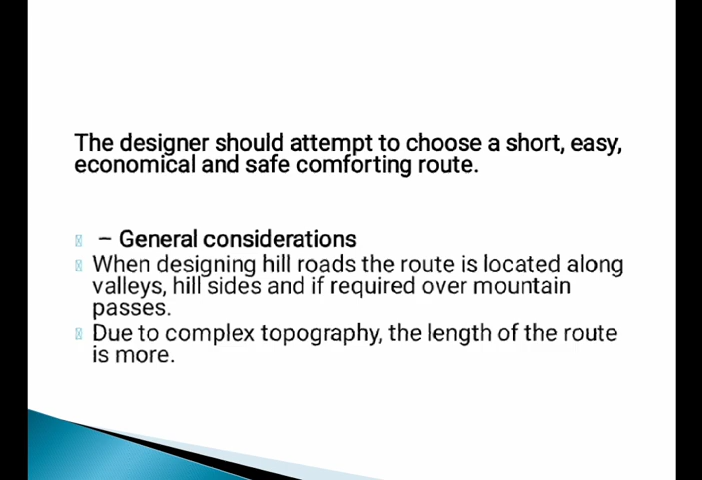 The designer should attempt to choose a short, easy,
economical and safe comforting route.
– General considerations
When designing hill roads the route is located along
valleys, hill sides and if required over mountain
passes.
Due to complex topography, the length of the route
is more.